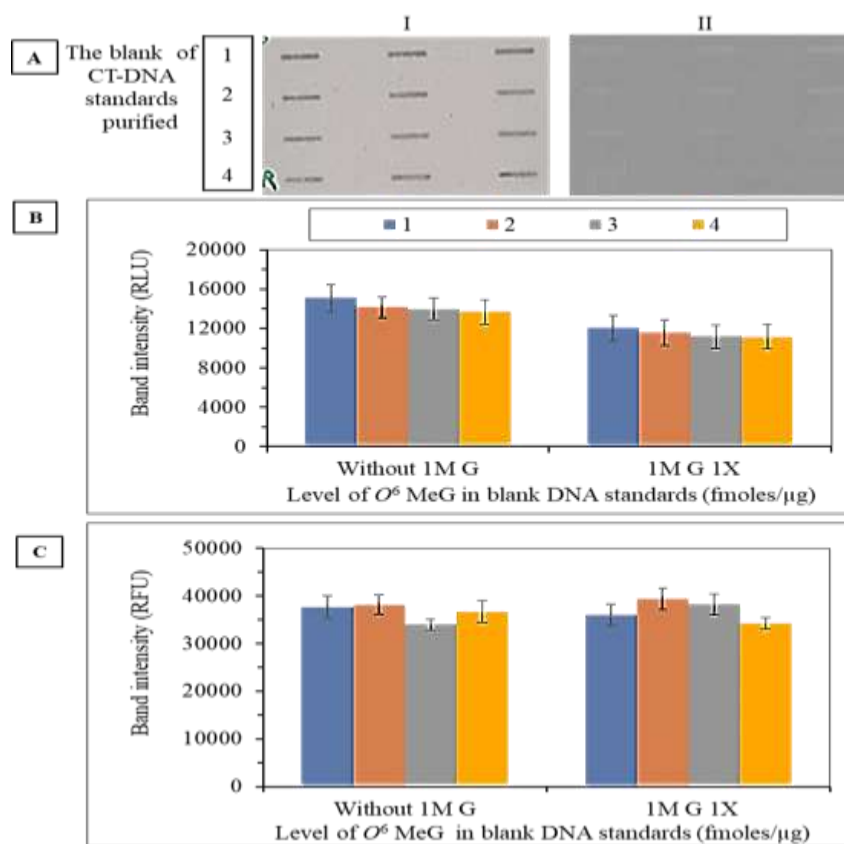 I II
A The blank of
CT-DNA
standards
purified
1
2
3
4
R
B
1 2 3 4
Band intensity (RLU)
20000
16000
12000
8000
4000
0
Without 1M G 1M G 1X
Level of O⁶ MeG in blank DNA standards (fmoles/µg)
C
Band intensity (RFU)
50000
40000
30000
20000
10000
0
Without 1M G 1M G 1X
Level of O⁶ MeG in blank DNA standards (fmoles/µg)